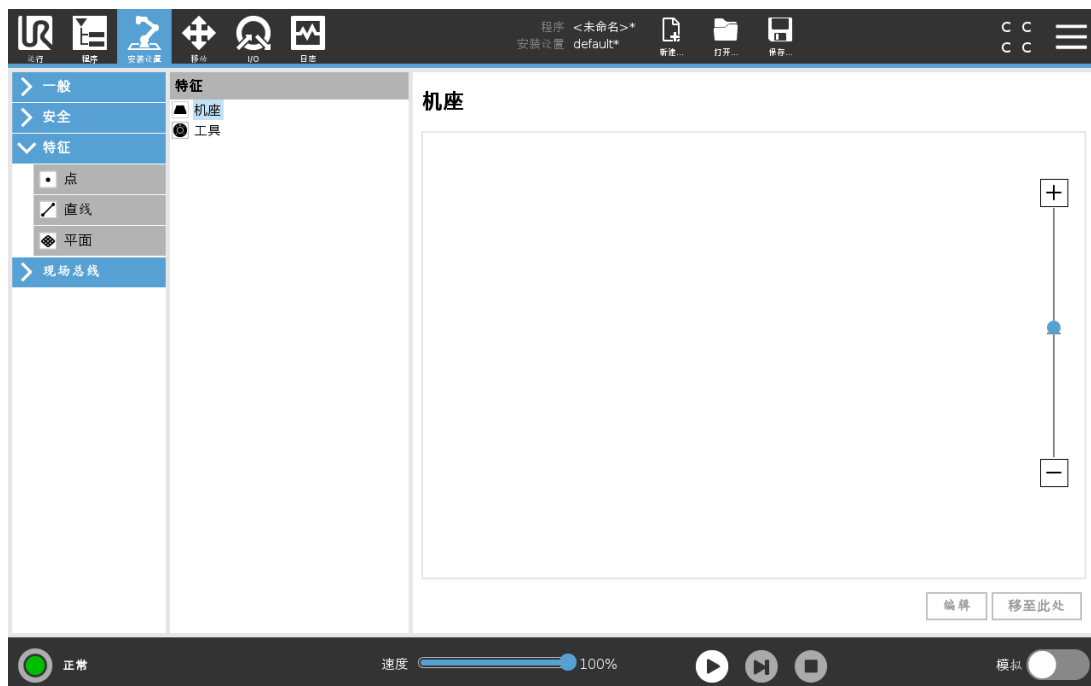 UR
程序 <未命名>*
安装设置 default*
C C
C C
运行 程序 安装设置 移动 I/O 日志 新建... 打开... 保存...
一般
安全
特征
点
直线
平面
现场总线
特征
机座
工具
机座
编辑 移至此处
正常
速度 100%
模拟